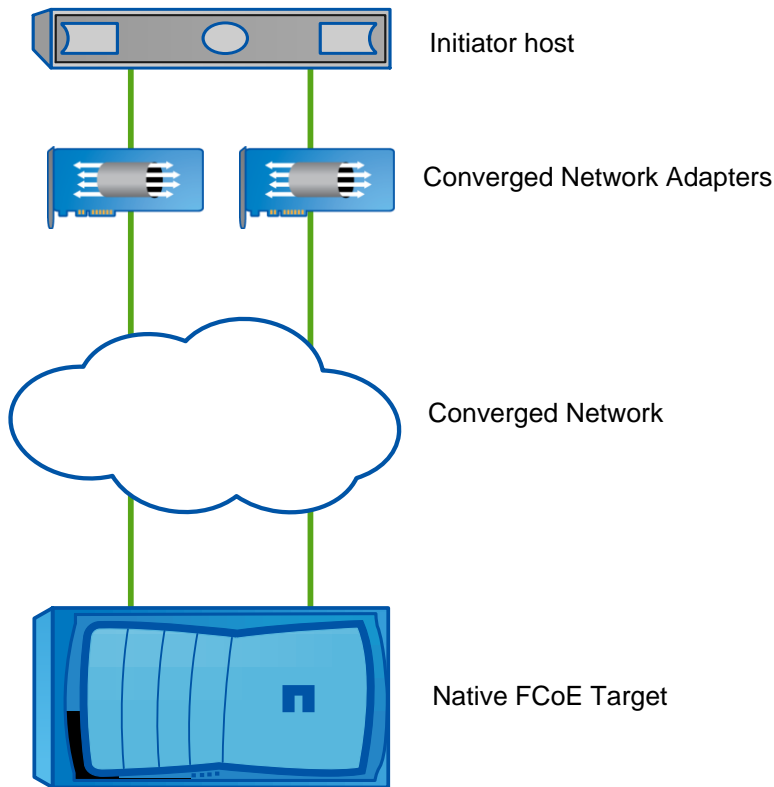 Initiator host
Converged Network Adapters
Converged Network
Native FCoE Target